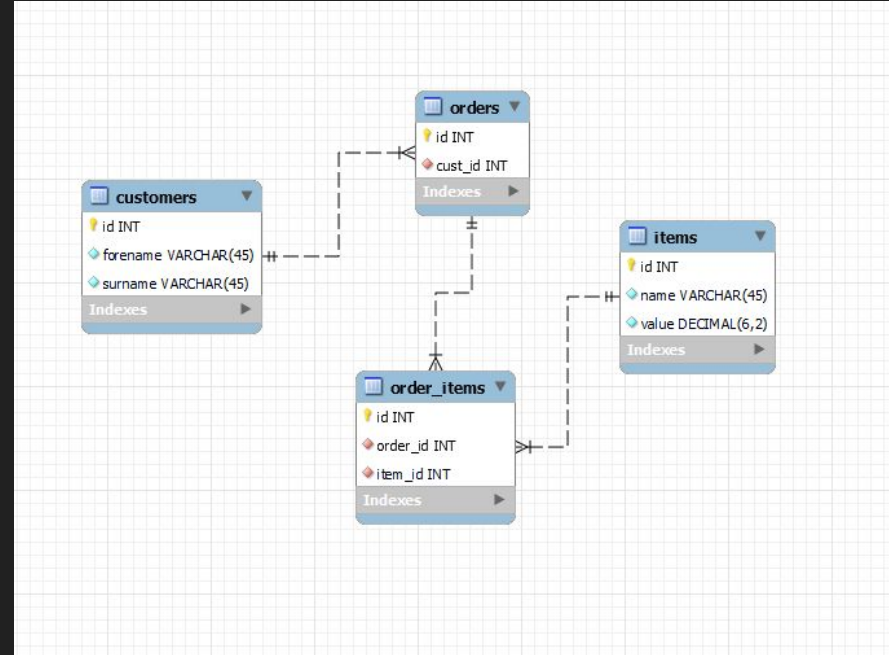 customers
id INT
forename VARCHAR(45)
surname VARCHAR(45)
Indexes
orders
id INT
cust_id INT
Indexes
order_items
id INT
order_id INT
item_id INT
Indexes
items
id INT
name VARCHAR(45)
value DECIMAL(6,2)
Indexes